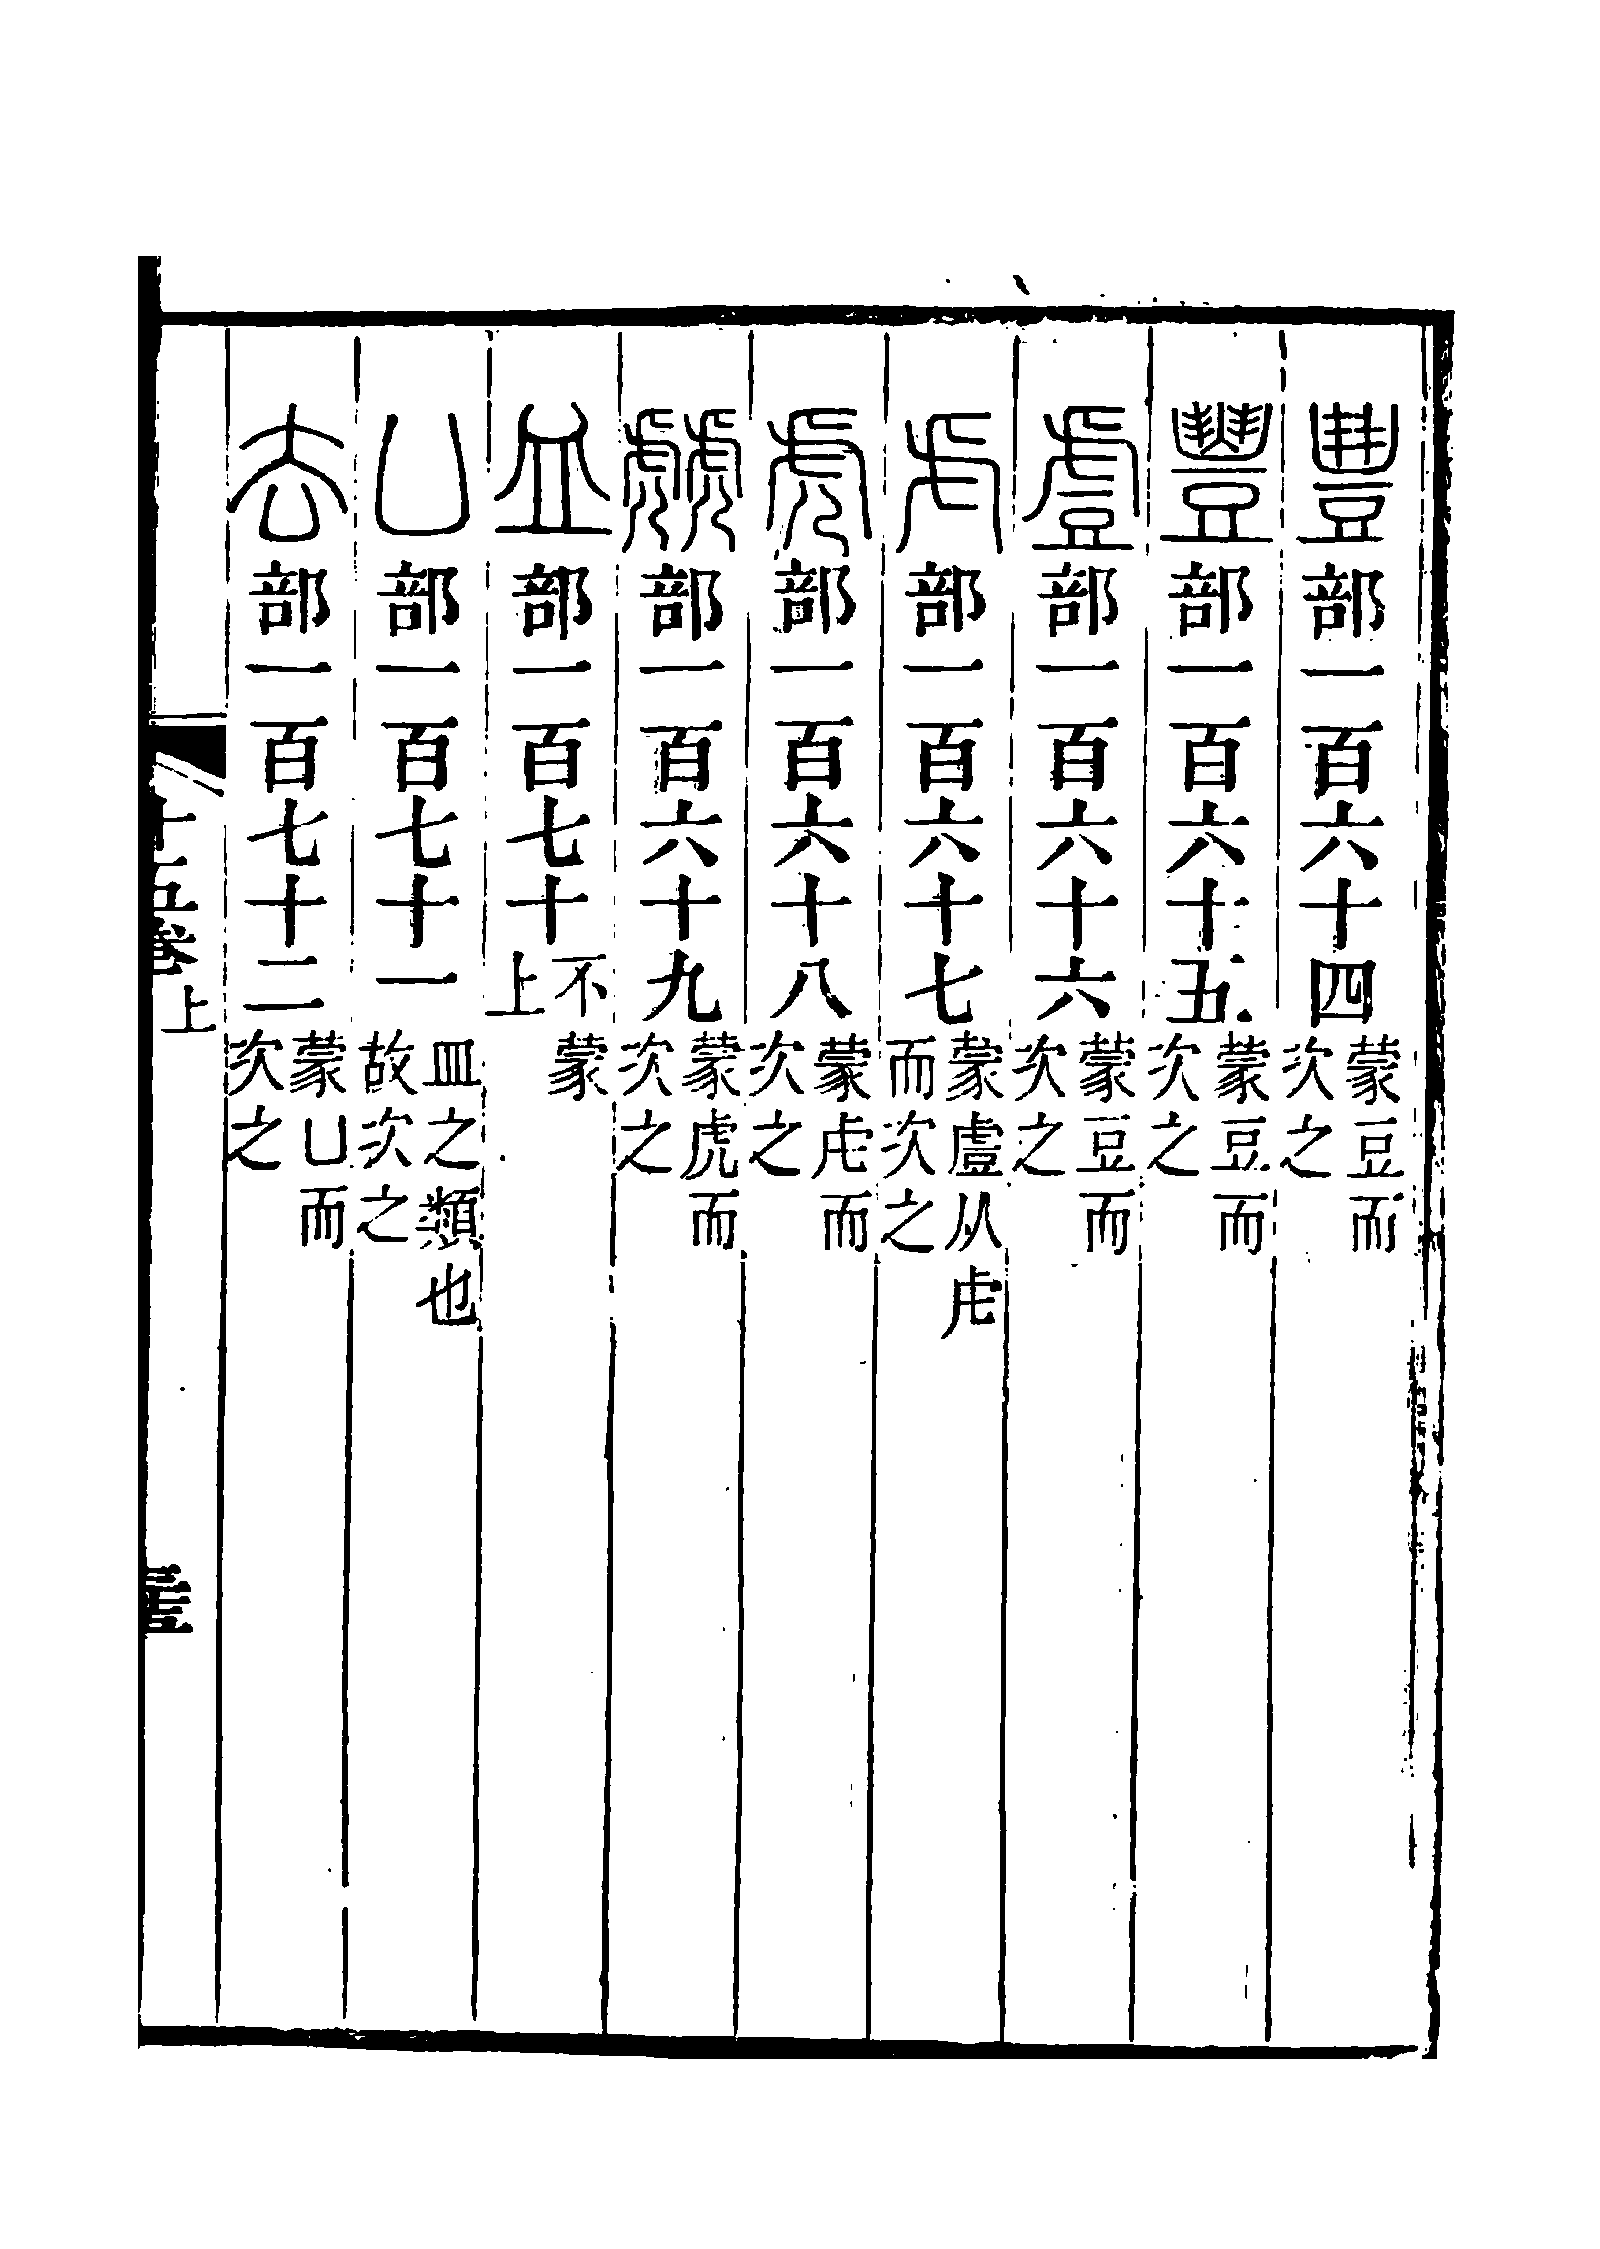 豊部一百六十四蒙豆而次之
豐部一百六十五蒙豆而次之
䖒部一百六十六蒙豆而次之
虍部一百六十七蒙䖒从虍而次之
虎部一百六十八蒙虍而次之
虤部一百六十九蒙虎而次之
皿部一百七十不蒙上
𠙴部一百七十一皿之類也故次之
去部一百七十二蒙凵而次之
十五卷上